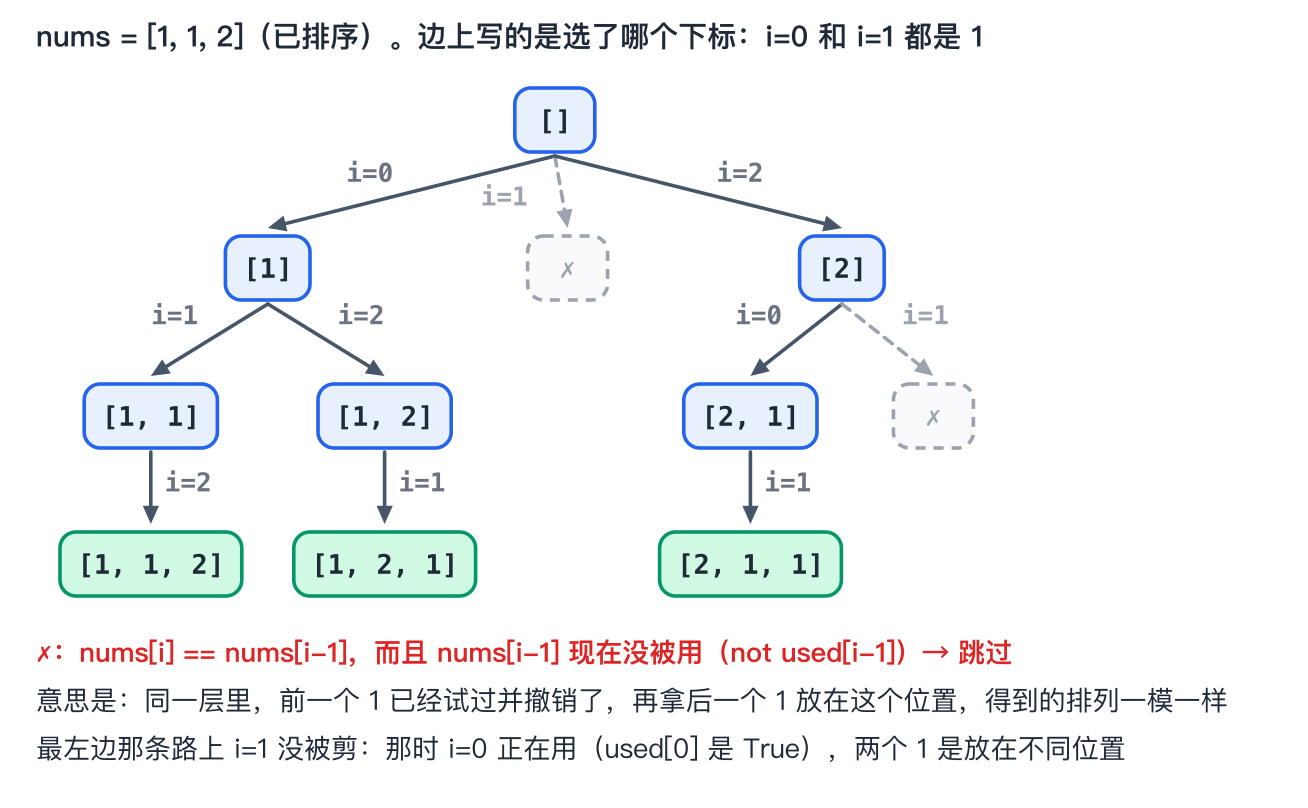 nums = [1, 1, 2]（已排序）。边上写的是选了哪个下标：i=0 和 i=1 都是 1
[]
i=0
i=1
i=2
[1]
✗
[2]
i=1
i=2
i=0
i=1
[1, 1]
[1, 2]
[2, 1]
✗
i=2
i=1
i=1
[1, 1, 2]
[1, 2, 1]
[2, 1, 1]
✗：nums[i] == nums[i−1]，而且 nums[i−1] 现在没被用（not used[i−1]）→ 跳过
意思是：同一层里，前一个 1 已经试过并撤销了，再拿后一个 1 放在这个位置，得到的排列一模一样
最左边那条路上 i=1 没被剪：那时 i=0 正在用（used[0] 是 True），两个 1 是放在不同位置